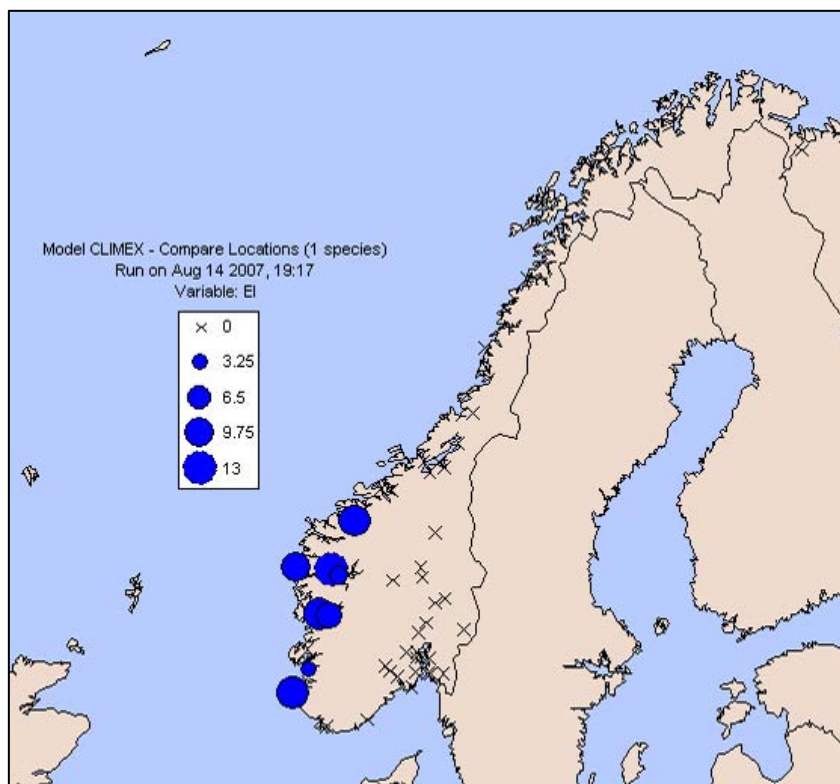 Model CLIMEX - Compare Locations (1 species)
Run on Aug 14 2007, 19:17
Variable: EI
0
3.25
6.5
9.75
13